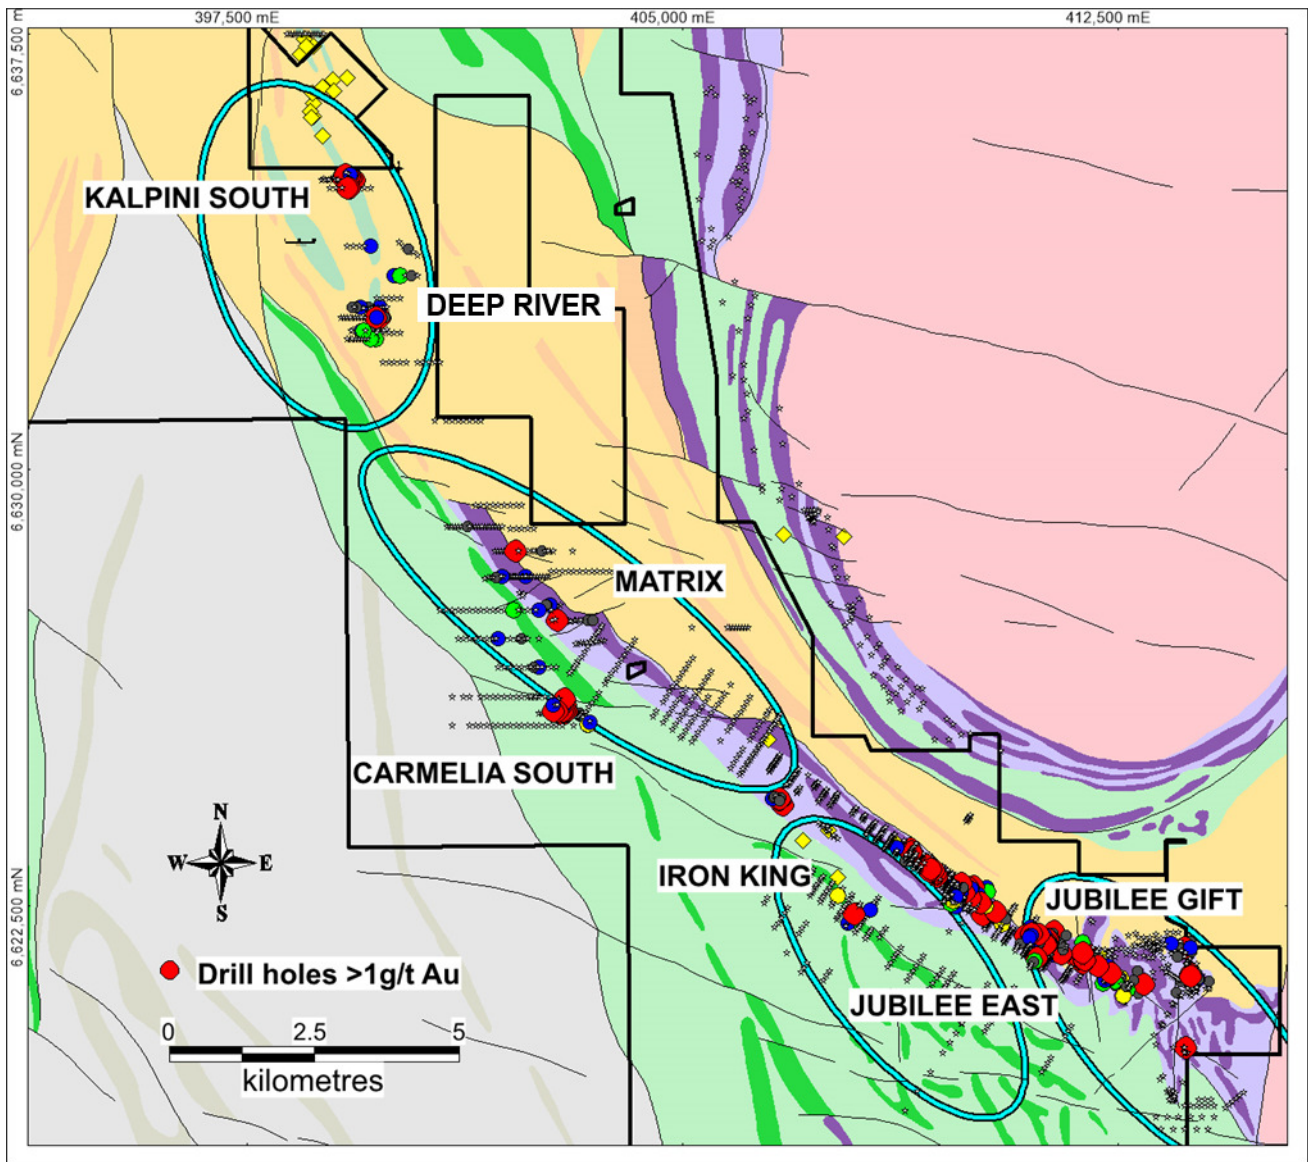 397,500 mE
405,000 mE
412,500 mE
6,637,500 m
KALPINI SOUTH
DEEP RIVER
6,630,000 mN
MATRIX
CARMELIA SOUTH
N
W E
S
IRON KING
JUBILEE GIFT
6,622,500 mN
Drill holes >1g/t Au
JUBILEE EAST
0 2.5 5
kilometres